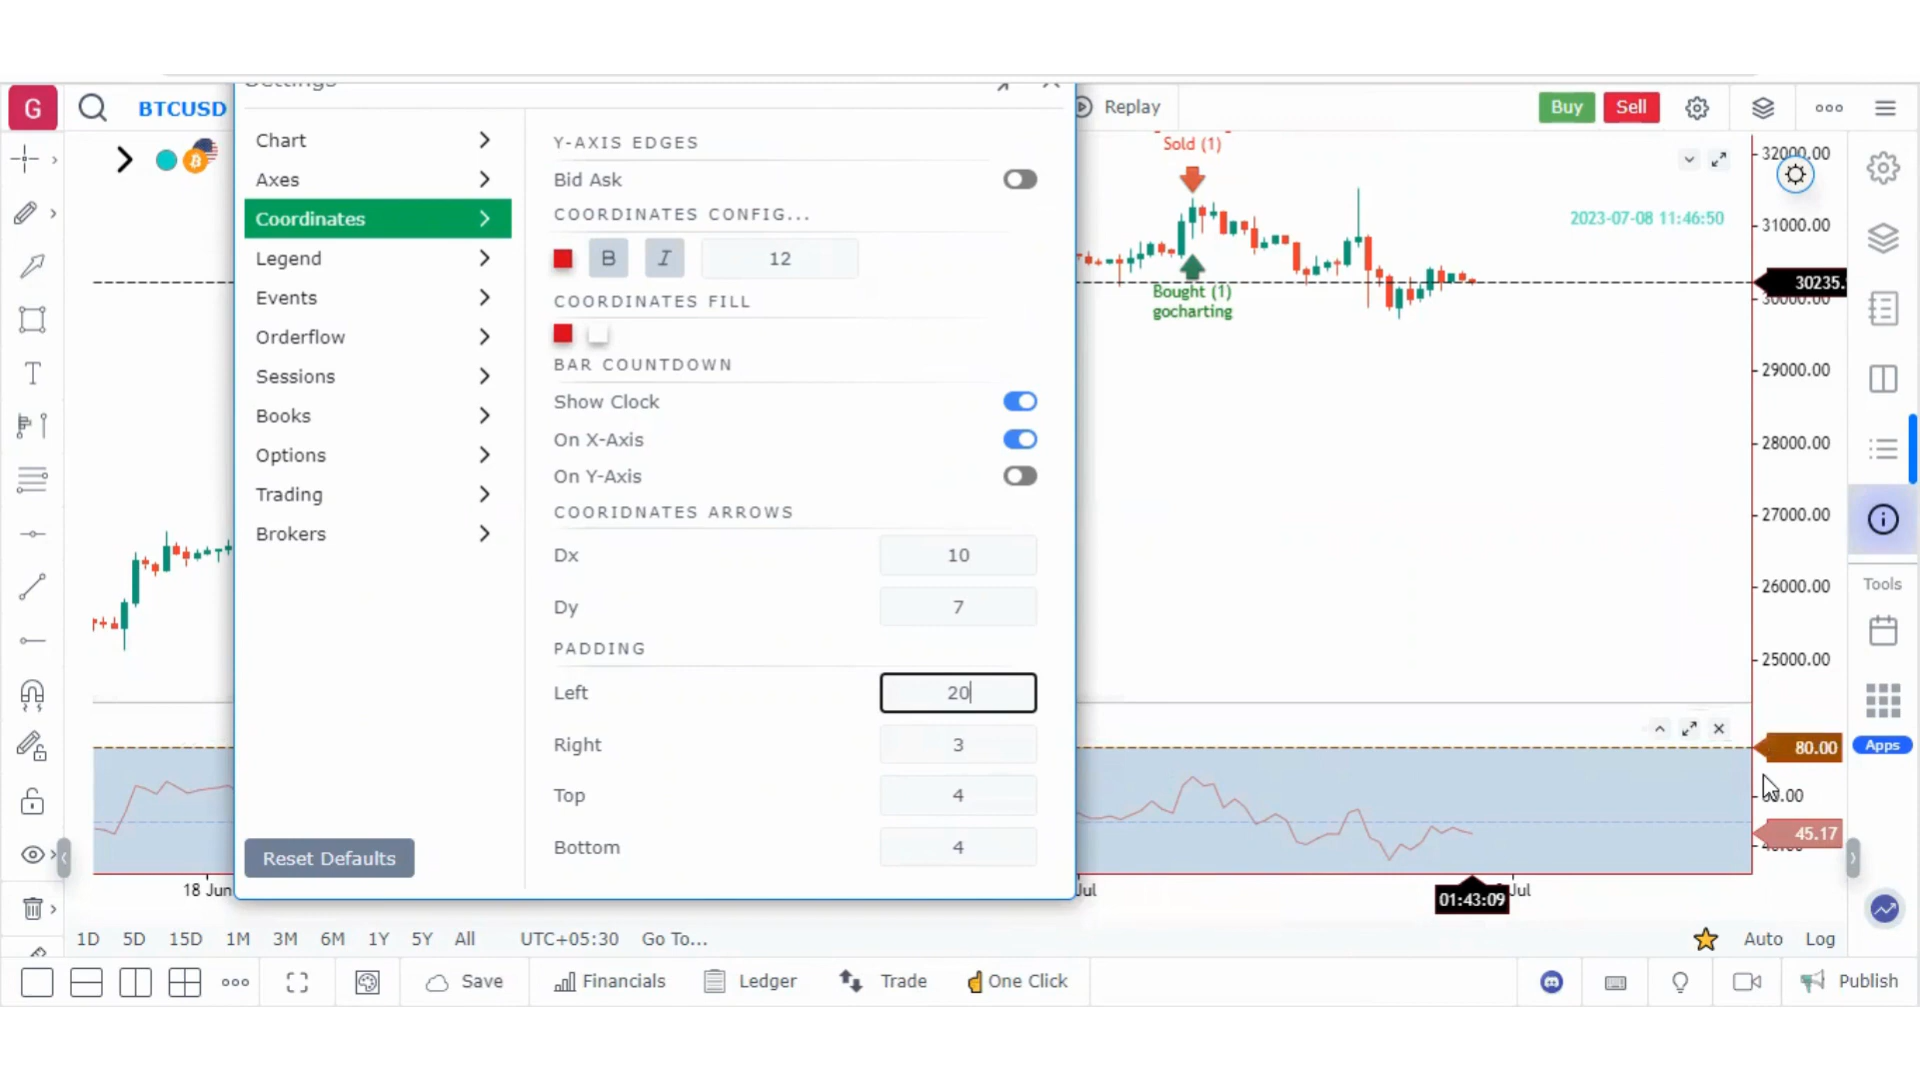 Settings
G
BTCUSD
Replay
Buy
Sell
Chart
Axes
Coordinates
Legend
Events
Orderflow
Sessions
Books
Options
Trading
Brokers
Reset Defaults
Y-AXIS EDGES
Bid Ask
COORDINATES CONFIG...
B
I
12
COORDINATES FILL
BAR COUNTDOWN
Show Clock
On X-Axis
On Y-Axis
COORIDNATES ARROWS
Dx
10
Dy
7
PADDING
Left
20
Right
3
Top
4
Bottom
4
Sold (1)
Bought (1)
gocharting
2023-07-08 11:46:50
32000.00
31000.00
30235.
30000.00
29000.00
28000.00
27000.00
26000.00
25000.00
80.00
45.17
18 Jun
Jul
01:43:09
Jul
Tools
Apps
1D
5D
15D
1M
3M
6M
1Y
5Y
All
UTC+05:30
Go To...
Auto
Log
Save
Financials
Ledger
Trade
One Click
Publish